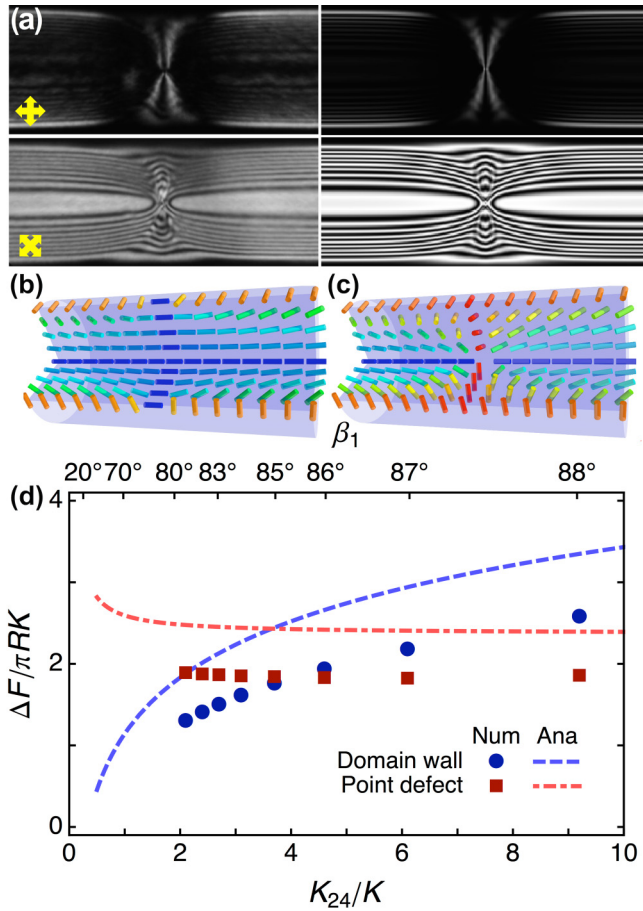 (a)
(b)
(c)
β₁
(d)
20° 70° 80° 83° 85° 86° 87° 88°
4
2
0
ΔF/πRK
Num Ana
Domain wall
Point defect
0 2 4 6 8 10
K₂₄/K